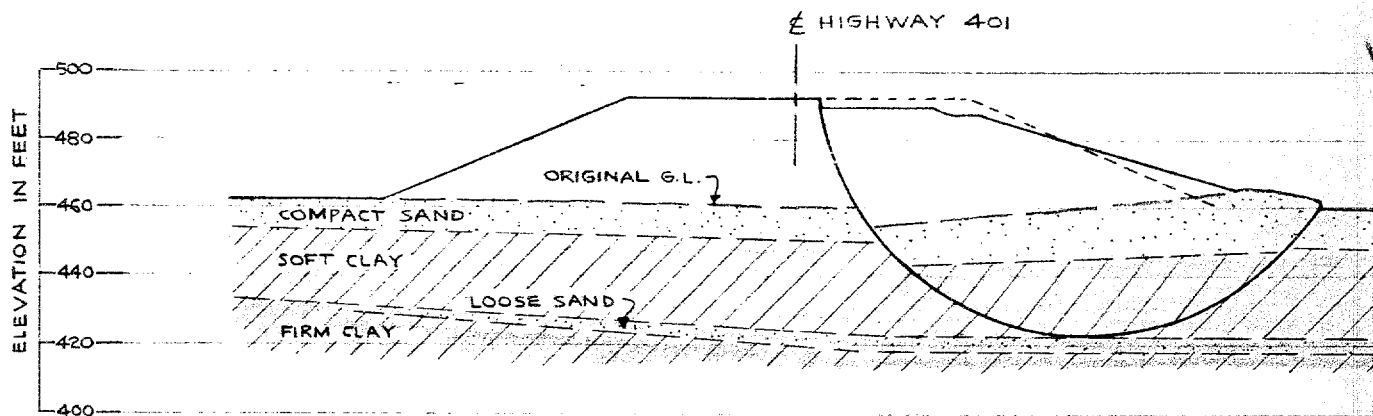 ℄ HIGHWAY 401
ELEVATION IN FEET
500
480
460
440
420
400
ORIGINAL G.L.
COMPACT SAND
SOFT CLAY
LOOSE SAND
FIRM CLAY